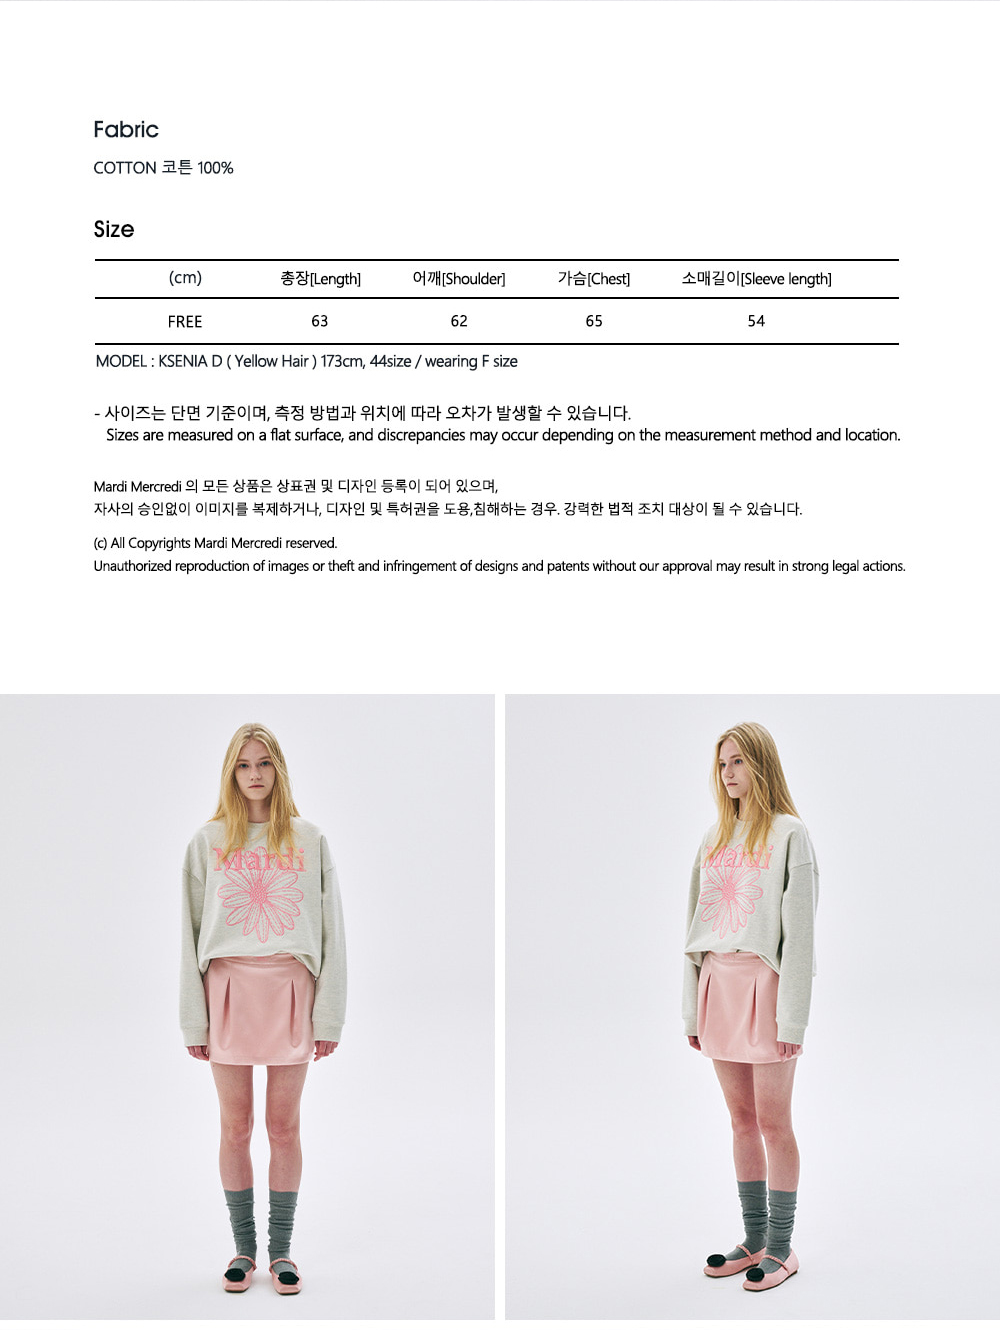 Fabric
COTTON 코튼 100%
Size
(cm) 총장[Length] 어깨[Shoulder] 가슴[Chest] 소매길이[Sleeve length]
FREE 63 62 65 54
MODEL : KSENIA D ( Yellow Hair ) 173cm, 44size / wearing F size
- 사이즈는 단면 기준이며, 측정 방법과 위치에 따라 오차가 발생할 수 있습니다.
Sizes are measured on a flat surface, and discrepancies may occur depending on the measurement method and location.
Mardi Mercredi 의 모든 상품은 상표권 및 디자인 등록이 되어 있으며,
자사의 승인없이 이미지를 복제하거나, 디자인 및 특허권을 도용,침해하는 경우. 강력한 법적 조치 대상이 될 수 있습니다.
(c) All Copyrights Mardi Mercredi reserved.
Unauthorized reproduction of images or theft and infringement of designs and patents without our approval may result in strong legal actions.
Mardi
Mardi